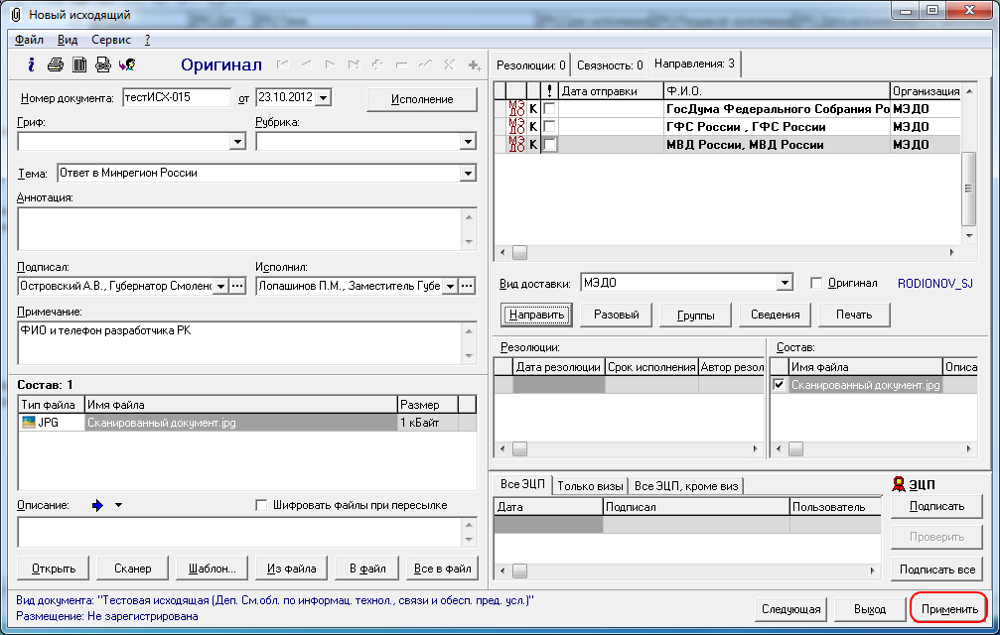 Новый исходящий
Файл Вид Сервис ?
Оригинал
Номер документа: тестИСХ-015 от 23.10.2012 Исполнение
Гриф: Рубрика:
Тема: Ответ в Минрегион России
Аннотация:
Подписал: Исполнил:
Островский А.В., Губернатор Смолен Лопашинов П.М., Заместитель Губе
Примечание:
ФИО и телефон разработчика РК
Состав: 1
Тип файла Имя файла Размер
JPG Сканированный документ.jpg 1 кБайт
Описание: Шифровать файлы при пересылке
Открыть Сканер Шаблон... Из файла В файл Все в файл
Резолюции: 0 Связность: 0 Направления: 3
! Дата отправки Ф.И.О. Организация
МЭДО К ГосДума Федерального Собрания Ро МЭДО
МЭДО К ГФС России , ГФС России МЭДО
МЭДО К МВД России, МВД России МЭДО
Вид доставки: МЭДО Оригинал RODIONOV_SJ
Направить Разовый Группы Сведения Печать
Резолюции: Состав:
Дата резолюции Срок исполнения Автор резол Имя файла Описа
Сканированный документ.jpg
Все ЭЦП Только визы Все ЭЦП, кроме виз ЭЦП
Дата Подписал Пользователь Подписать
Проверить
Подписать все
Вид документа: "Тестовая исходящая (Деп. См.обл. по информац. технол., связи и обесп. пред. усл.)"
Размещение: Не зарегистрирована
Следующая Выход Применить